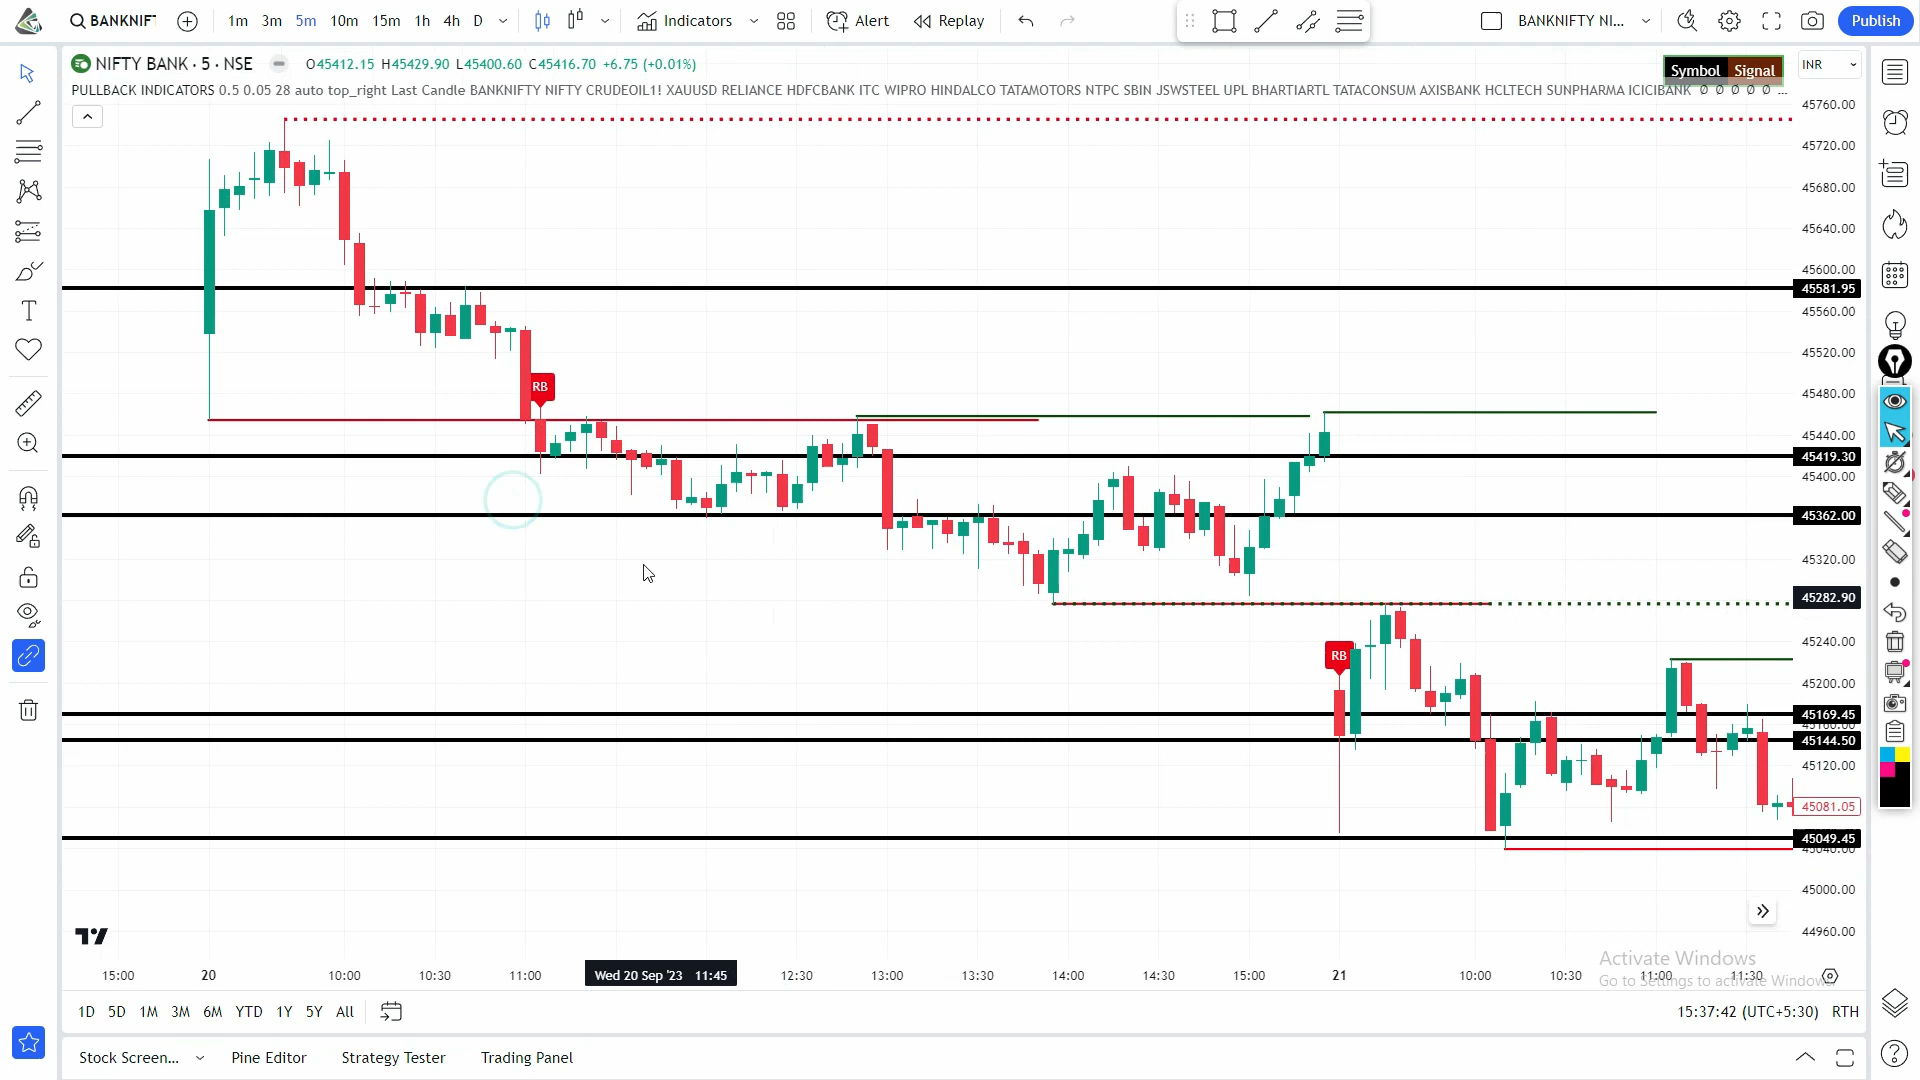 BANKNIFT 1m 3m 5m 10m 15m 1h 4h D Indicators Alert Replay BANKNIFTY NI... Publish
NIFTY BANK · 5 · NSE O45412.15 H45429.90 L45400.60 C45416.70 +6.75 (+0.01%)
Symbol Signal INR
PULLBACK INDICATORS 0.5 0.05 28 auto top_right Last Candle BANKNIFTY NIFTY CRUDEOIL1! XAUUSD RELIANCE HDFCBANK ITC WIPRO HINDALCO TATAMOTORS NTPC SBIN JSWSTEEL UPL BHARTIARTL TATACONSUM AXISBANK HCLTECH SUNPHARMA ICICIBANK Ø Ø Ø Ø Ø ...
45760.00
45720.00
45680.00
45640.00
45600.00
45581.95
45560.00
45520.00
45480.00
RB
45440.00
45419.30
45400.00
45362.00
45320.00
45282.90
45240.00
RB
45200.00
45169.45
45144.50
45120.00
45081.05
45049.45
45040.00
45000.00
44960.00
Activate Windows
Go to Settings to activate Windows.
15:00 20 10:00 10:30 11:00 Wed 20 Sep '23 11:45 12:30 13:00 13:30 14:00 14:30 15:00 21 10:00 10:30 11:00 11:30
1D 5D 1M 3M 6M YTD 1Y 5Y All 15:37:42 (UTC+5:30) RTH
Stock Screen... Pine Editor Strategy Tester Trading Panel